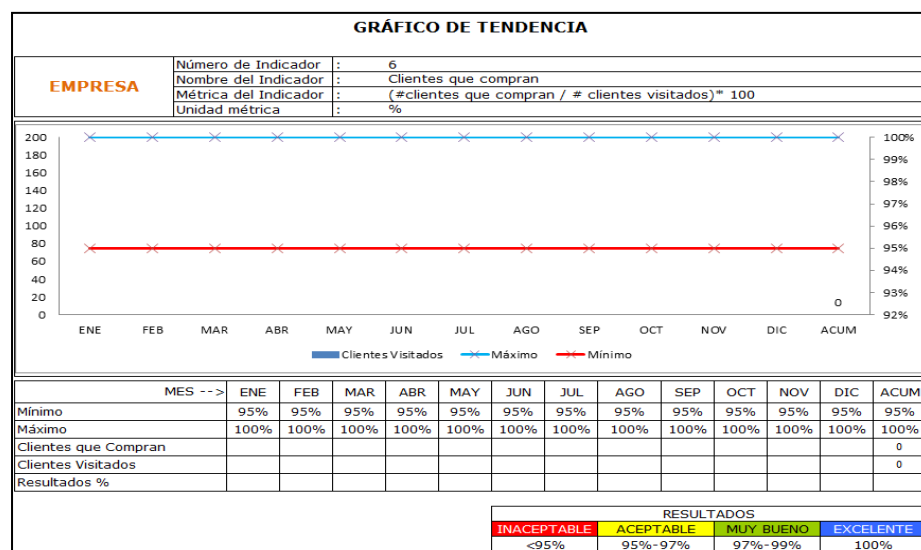 GRÁFICO DE TENDENCIA
EMPRESA
Número de Indicador : 6
Nombre del Indicador : Clientes que compran
Métrica del Indicador : (#clientes que compran / # clientes visitados)* 100
Unidad métrica : %
200 100%
180 99%
160 98%
140 97%
120 96%
100
80 95%
60 94%
40 93%
20 0
0 92%
ENE FEB MAR ABR MAY JUN JUL AGO SEP OCT NOV DIC ACUM
Clientes Visitados Máximo Mínimo
MES --> ENE FEB MAR ABR MAY JUN JUL AGO SEP OCT NOV DIC ACUM
Mínimo 95% 95% 95% 95% 95% 95% 95% 95% 95% 95% 95% 95% 95%
Máximo 100% 100% 100% 100% 100% 100% 100% 100% 100% 100% 100% 100% 100%
Clientes que Compran 0
Clientes Visitados 0
Resultados %
RESULTADOS
INACEPTABLE ACEPTABLE MUY BUENO EXCELENTE
<95% 95%-97% 97%-99% 100%